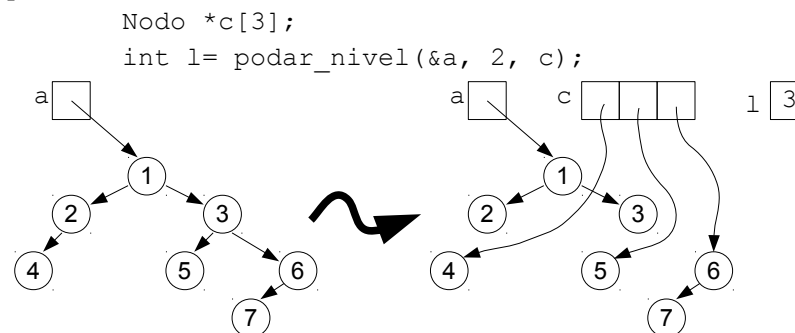 Nodo *c[3];
int l= podar_nivel(&a, 2, c);
a a c l 3
1 1
2 3 2 3
4 5 6 4 5 6
7 7